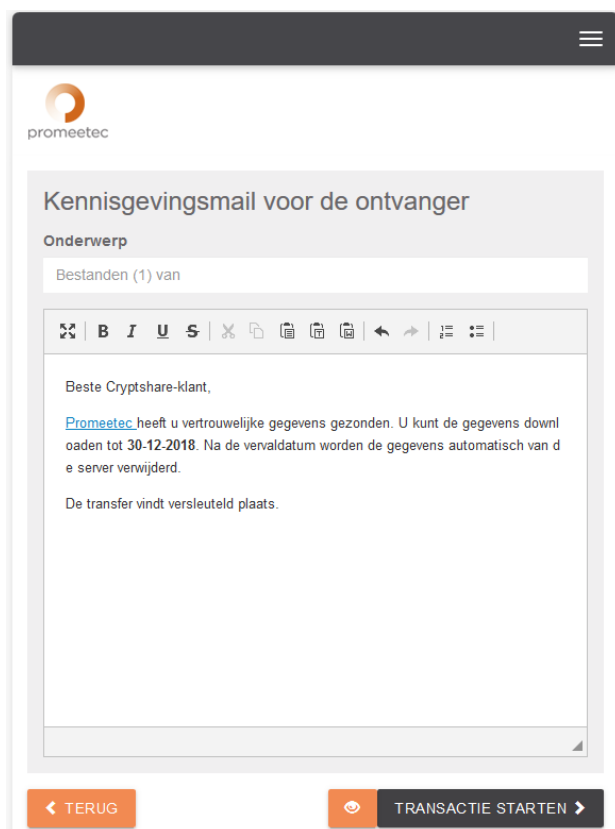 promeetec
Kennisgevingsmail voor de ontvanger
Onderwerp
Bestanden (1) van
B I U S
Beste Cryptshare-klant,
Promeetec heeft u vertrouwelijke gegevens gezonden. U kunt de gegevens downl
oaden tot 30-12-2018. Na de vervaldatum worden de gegevens automatisch van d
e server verwijderd.
De transfer vindt versleuteld plaats.
TERUG
TRANSACTIE STARTEN